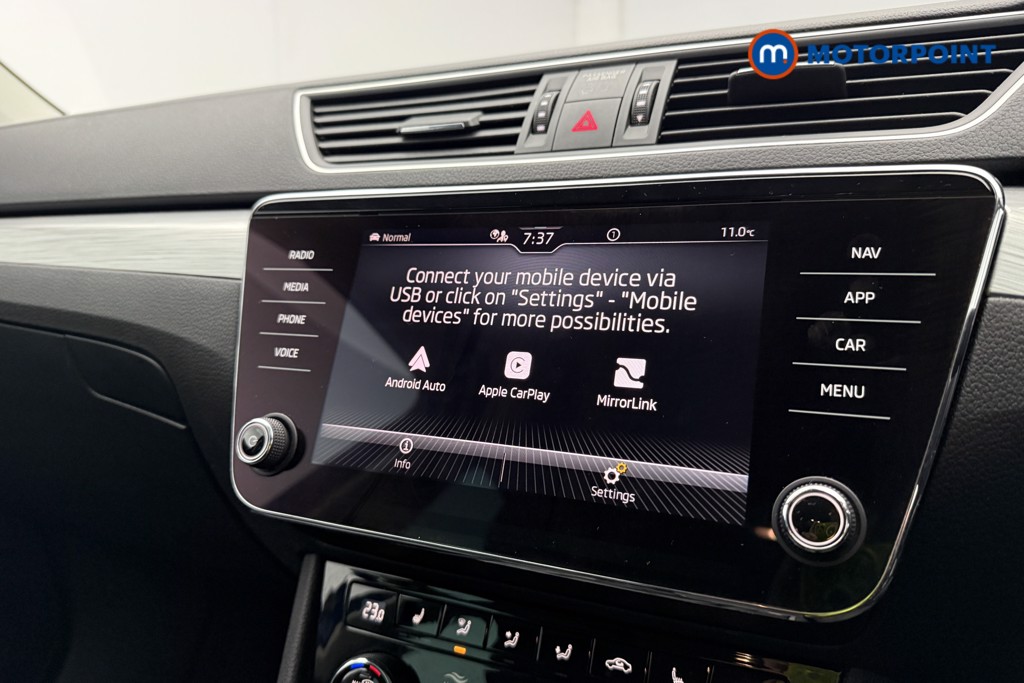 m MOTORPOINT
Normal
7:37
11.0°C
Connect your mobile device via
USB or click on "Settings" - "Mobile
devices" for more possibilities.
Android Auto
Apple CarPlay
MirrorLink
Info
Settings
RADIO
MEDIA
PHONE
VOICE
NAV
APP
CAR
MENU
23.0